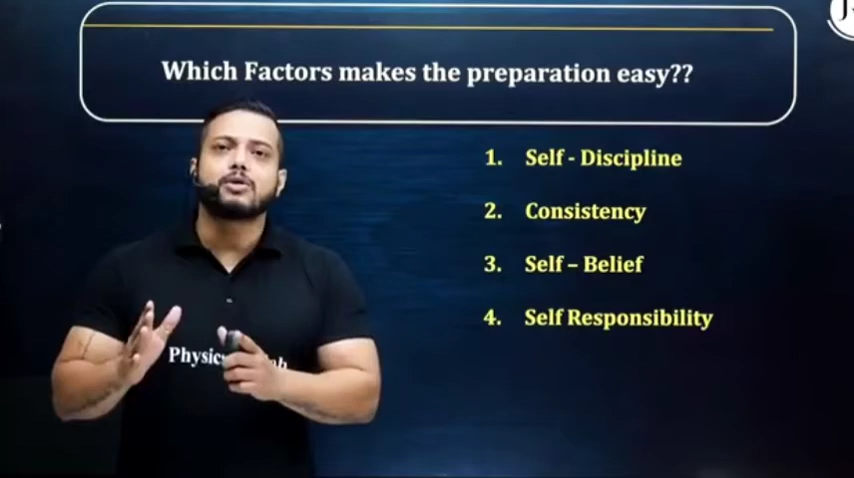 Which Factors makes the preparation easy??
1. Self - Discipline
2. Consistency
3. Self – Belief
4. Self Responsibility